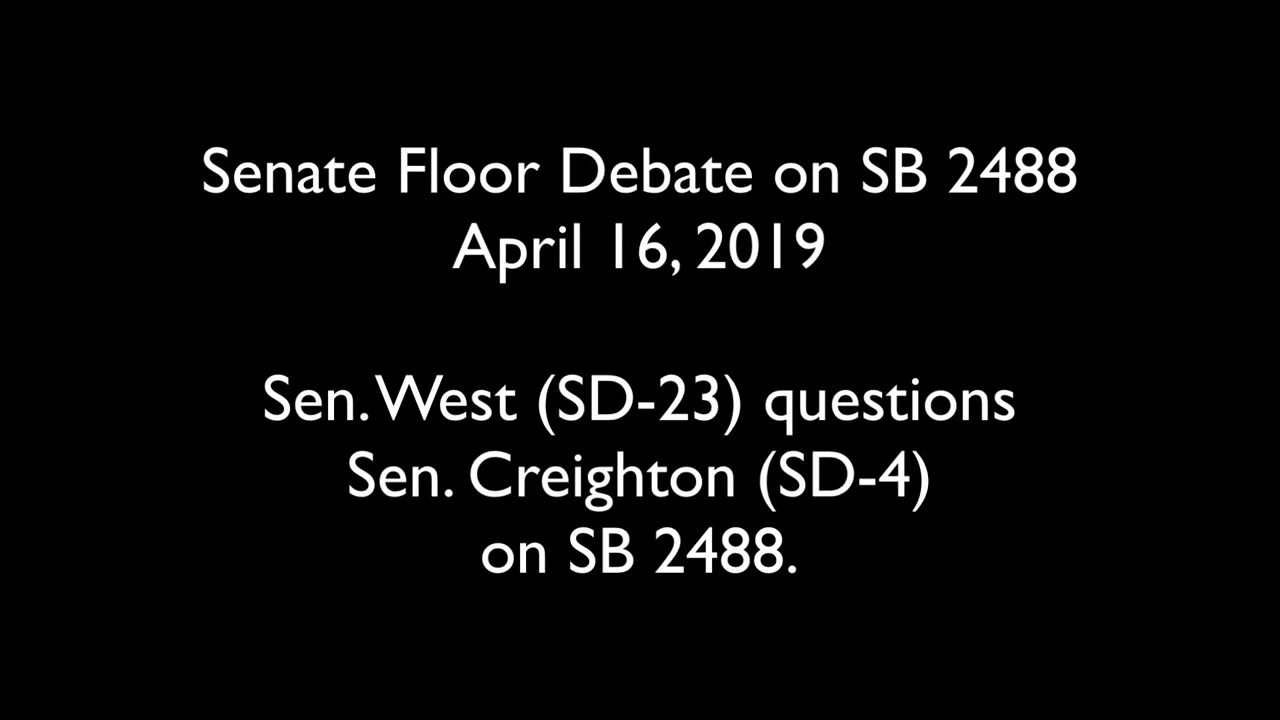 Senate Floor Debate on SB 2488
April 16, 2019
Sen. West (SD-23) questions
Sen. Creighton (SD-4)
on SB 2488.